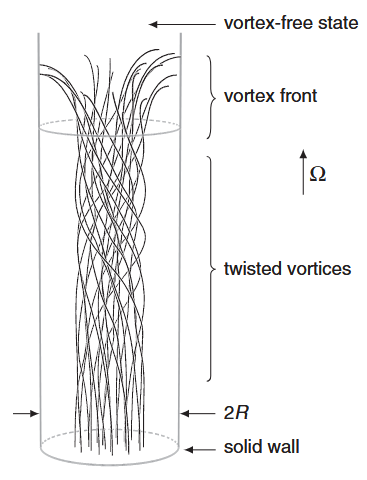 vortex-free state
vortex front
Ω
twisted vortices
2R
solid wall